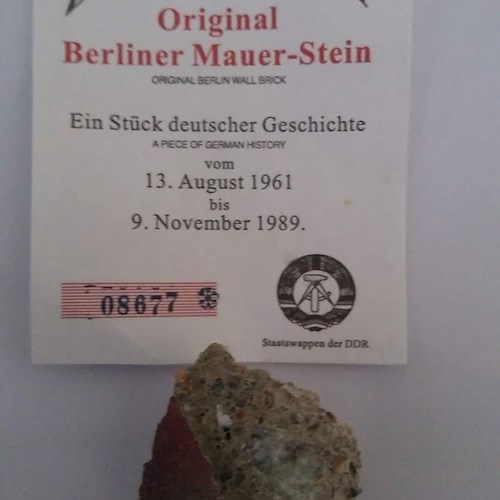 Original
Berliner Mauer-Stein
ORIGINAL BERLIN WALL BRICK
Ein Stück deutscher Geschichte
A PIECE OF GERMAN HISTORY
vom
13. August 1961
bis
9. November 1989.
08677
Staatswappen der DDR